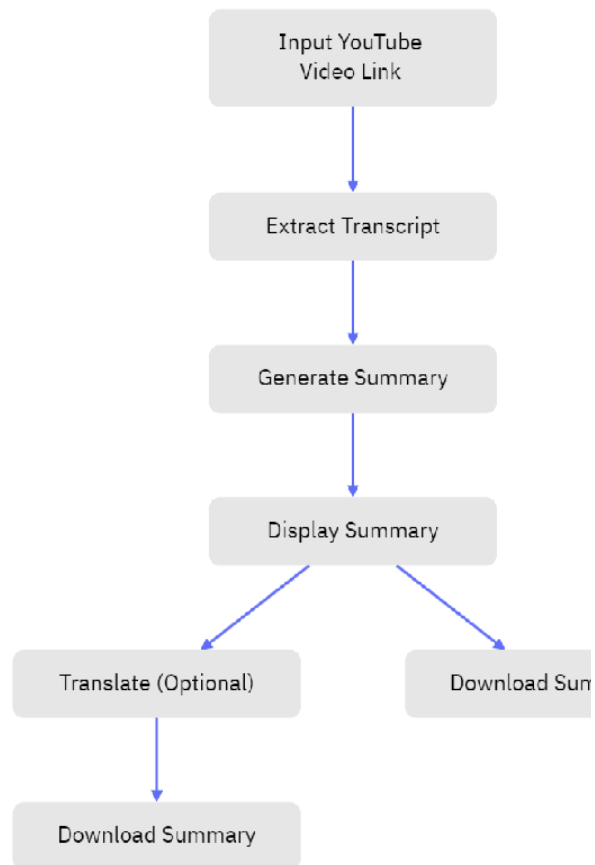 Input YouTube
Video Link
Extract Transcript
Generate Summary
Display Summary
Translate (Optional)
Download Sum
Download Summary